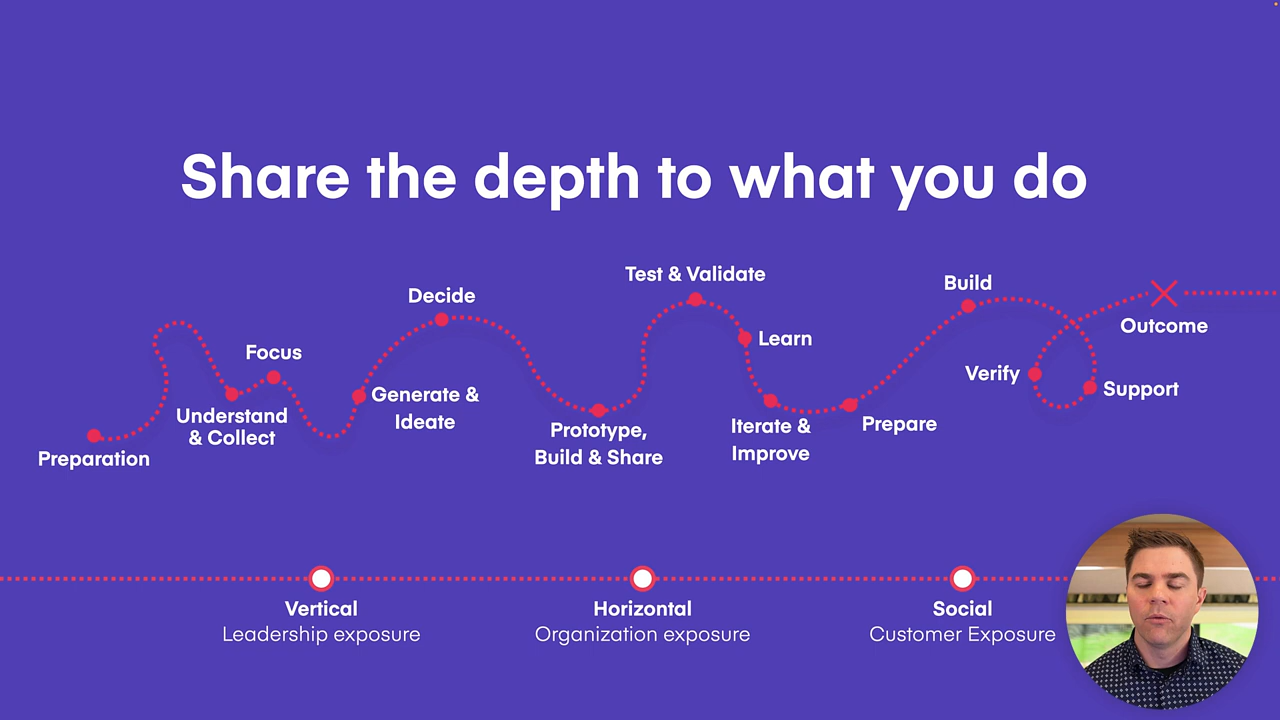 Share the depth to what you do
Test & Validate
Build
Decide
Outcome
Learn
Focus
Verify
Support
Generate &
Ideate
Understand
& Collect
Prepare
Iterate &
Improve
Prototype,
Build & Share
Preparation
Vertical
Leadership exposure
Horizontal
Organization exposure
Social
Customer Exposure